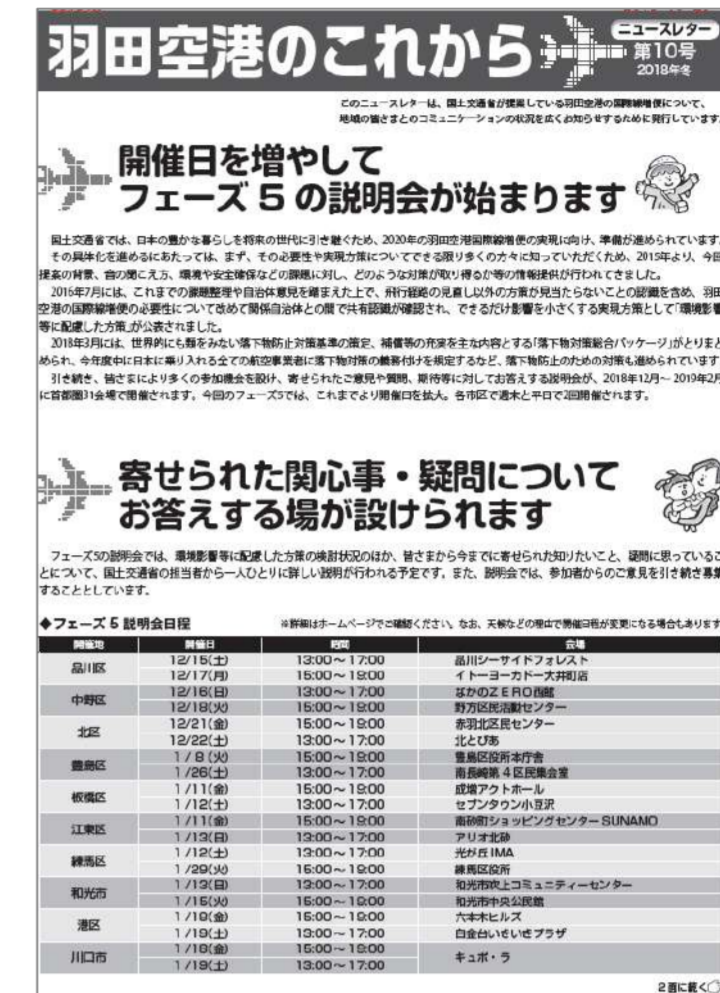 羽田空港のこれから
ニュースレター
第10号
2018年冬
このニュースレターは、国土交通省が提案している羽田空港の国際線増便について、
地域の皆さまとのコミュニケーションの状況を広くお知らせするために発行しています。
開催日を増やして
フェーズ 5 の説明会が始まります
国土交通省では、日本の豊かな暮らしを将来の世代に引き継ぐため、2020年の羽田空港国際線増便の実現に向け、準備が進められています。
その具体化を進めるにあたっては、まず、その必要性や実現方策についてできる限り多くの方々に知っていただくため、2015年より、今回
提案の背景、音の聞こえ方、環境や安全確保などの課題に対し、どのような対策が取り得るか等の情報提供が行われてきました。
2016年7月には、これまでの課題整理や自治体意見を踏まえた上で、飛行経路の見直し以外の方策が見当たらないことの認識を含め、羽田
空港の国際線増便の必要性について改めて関係自治体との間で共有認識が確認され、できるだけ影響を小さくする実現方策として「環境影響
等に配慮した方策」が公表されました。
2018年3月には、世界的にも類をみない落下物防止対策基準の策定、補償等の充実を主な内容とする「落下物対策総合パッケージ」がとりまと
められ、今年度中に日本に乗り入れる全ての航空事業者に落下物対策の義務付けを規定するなど、落下物防止のための対策も進められています。
引き続き、皆さまにより多くの参加機会を設け、寄せられたご意見や質問、期待等に対してお答えする説明会が、2018年12月～2019年2月
に首都圏31会場で開催されます。今回のフェーズ5では、これまでより開催日を拡大。各市区で週末と平日で2回開催されます。
寄せられた関心事・疑問について
お答えする場が設けられます
フェーズ5の説明会では、環境影響等に配慮した方策の検討状況のほか、皆さまから今までに寄せられた知りたいこと、疑問に思っているこ
とについて、国土交通省の担当者から一人ひとりに詳しい説明が行われる予定です。また、説明会では、参加者からのご意見を引き続き募集
することとしています。
◆フェーズ 5 説明会日程
※詳細はホームページでご確認ください。なお、天候などの理由で開催日程が変更になる場合もあります
開催地 開催日 時間 会場
品川区 12/15(土) 13:00～17:00 品川シーサイドフォレスト
12/17(月) 15:00～19:00 イトーヨーカドー大井町店
中野区 12/16(日) 13:00～17:00 なかのZERO西館
12/18(火) 15:00～19:00 野方区民活動センター
北区 12/21(金) 15:00～19:00 赤羽北区民センター
12/22(土) 13:00～17:00 北とぴあ
豊島区 1/8(火) 15:00～19:00 豊島区役所本庁舎
1/26(土) 13:00～17:00 南長崎第4区民集会室
板橋区 1/11(金) 15:00～19:00 成増アクトホール
1/12(土) 13:00～17:00 セブンタウン小豆沢
江東区 1/11(金) 15:00～19:00 南砂町ショッピングセンター SUNAMO
1/13(日) 13:00～17:00 アリオ北砂
練馬区 1/12(土) 13:00～17:00 光が丘IMA
1/29(火) 15:00～19:00 練馬区役所
和光市 1/13(日) 13:00～17:00 和光市吹上コミュニティーセンター
1/15(火) 15:00～19:00 和光市中央公民館
港区 1/18(金) 15:00～19:00 六本木ヒルズ
1/19(土) 13:00～17:00 白金台いきいきプラザ
川口市 1/18(金) 15:00～19:00 キュポ・ラ
1/19(土) 13:00～17:00
2面に続く